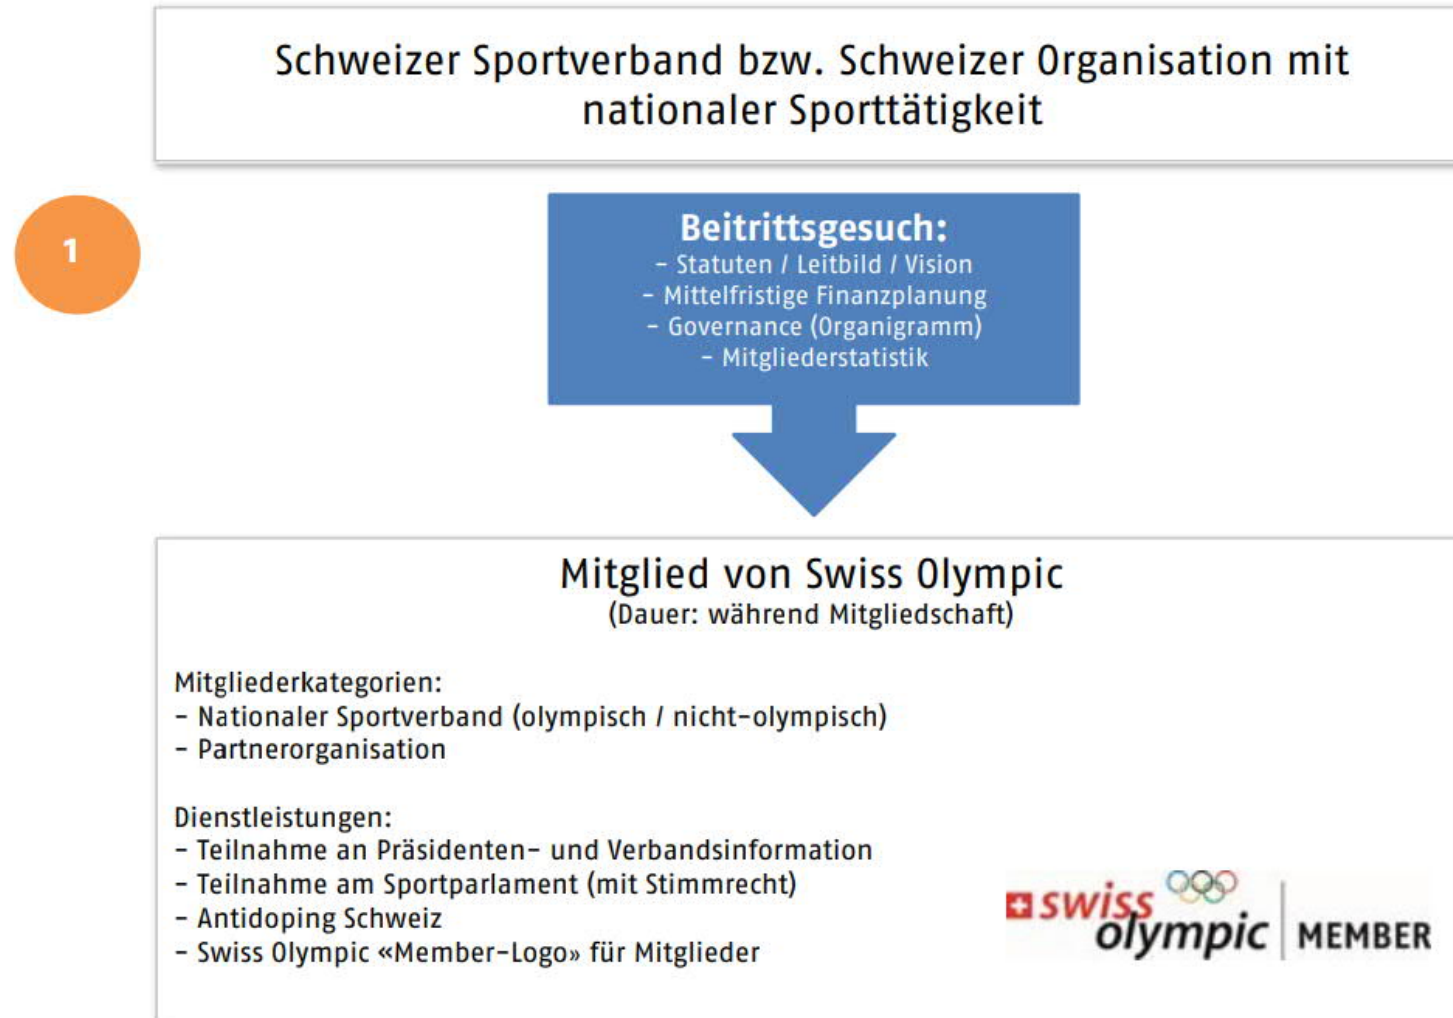 Schweizer Sportverband bzw. Schweizer Organisation mit
nationaler Sporttätigkeit
1
Beitrittsgesuch:
- Statuten / Leitbild / Vision
- Mittelfristige Finanzplanung
- Governance (Organigramm)
- Mitgliederstatistik
Mitglied von Swiss Olympic
(Dauer: während Mitgliedschaft)
Mitgliederkategorien:
- Nationaler Sportverband (olympisch / nicht-olympisch)
- Partnerorganisation
Dienstleistungen:
- Teilnahme an Präsidenten- und Verbandsinformation
- Teilnahme am Sportparlament (mit Stimmrecht)
- Antidoping Schweiz
- Swiss Olympic «Member-Logo» für Mitglieder
swiss
olympic MEMBER